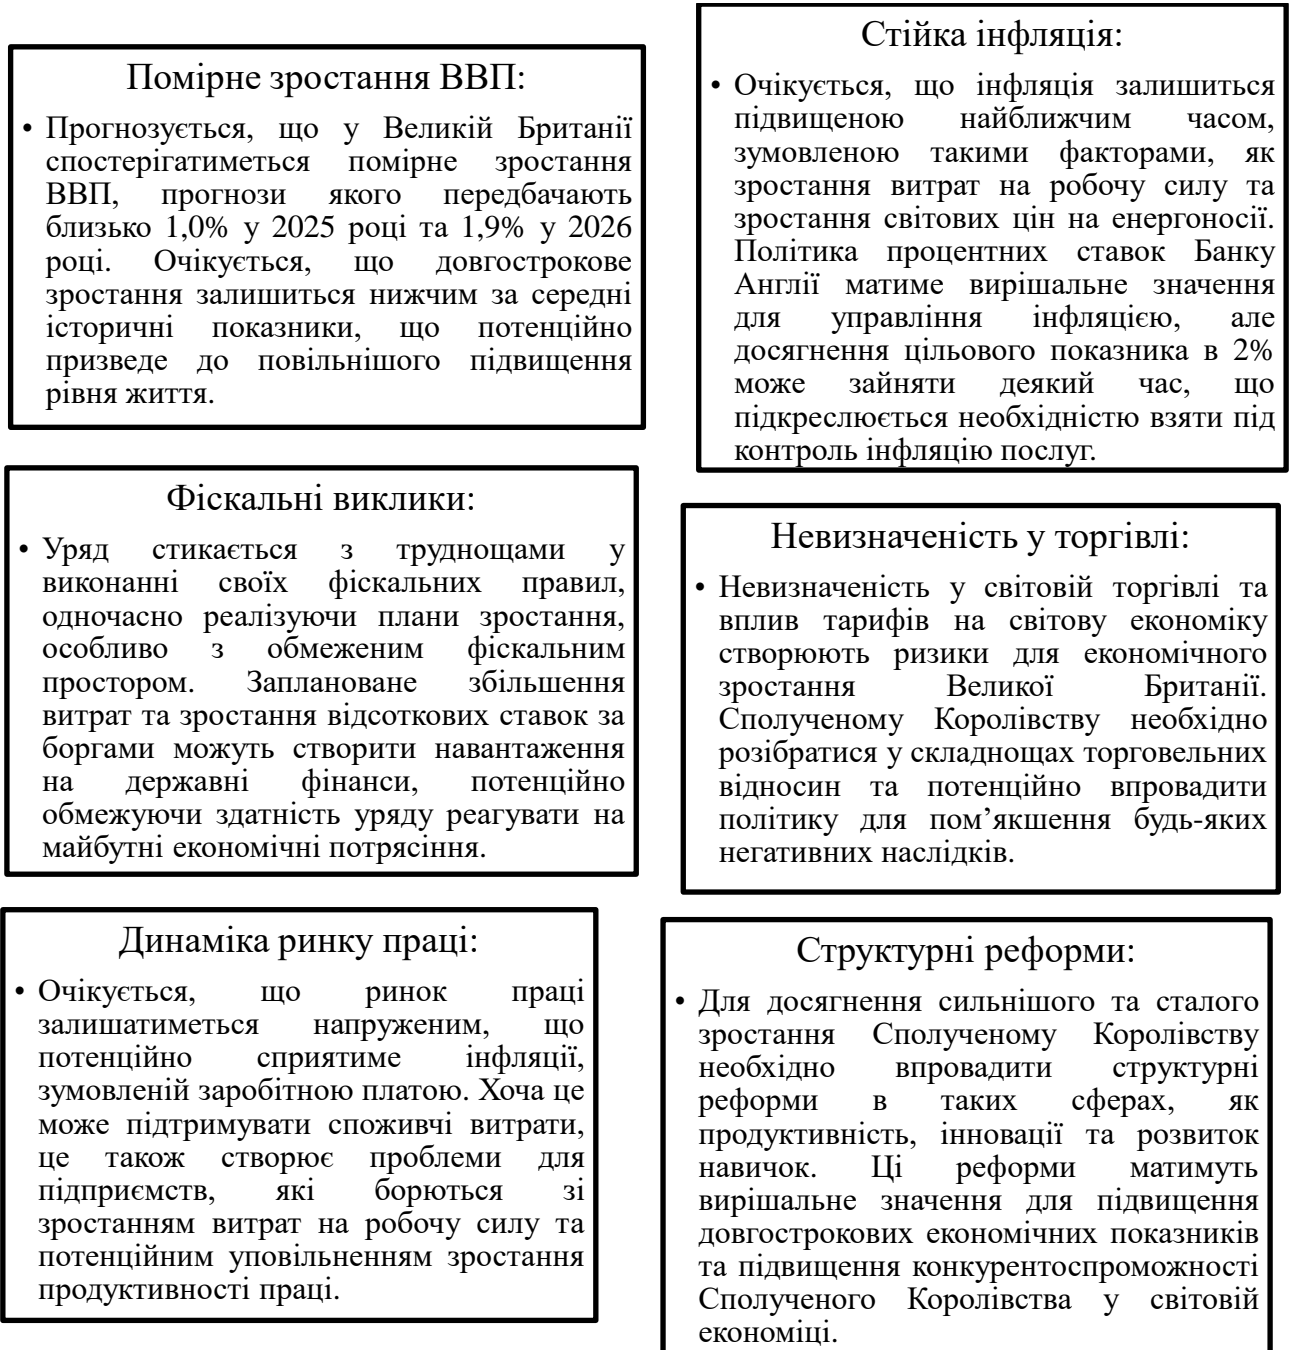 Помірне зростання ВВП:
• Прогнозується, що у Великій Британії
спостерігатиметься помірне зростання
ВВП, прогнози якого передбачають
близько 1,0% у 2025 році та 1,9% у 2026
році. Очікується, що довгострокове
зростання залишиться нижчим за середні
історичні показники, що потенційно
призведе до повільнішого підвищення
рівня життя.
Стійка інфляція:
• Очікується, що інфляція залишиться
підвищеною найближчим часом,
зумовленою такими факторами, як
зростання витрат на робочу силу та
зростання світових цін на енергоносії.
Політика процентних ставок Банку
Англії матиме вирішальне значення
для управління інфляцією, але
досягнення цільового показника в 2%
може зайняти деякий час, що
підкреслюється необхідністю взяти під
контроль інфляцію послуг.
Фіскальні виклики:
• Уряд стикається з труднощами у
виконанні своїх фіскальних правил,
одночасно реалізуючи плани зростання,
особливо з обмеженим фіскальним
простором. Заплановане збільшення
витрат та зростання відсоткових ставок за
боргами можуть створити навантаження
на державні фінанси, потенційно
обмежуючи здатність уряду реагувати на
майбутні економічні потрясіння.
Невизначеність у торгівлі:
• Невизначеність у світовій торгівлі та
вплив тарифів на світову економіку
створюють ризики для економічного
зростання Великої Британії.
Сполученому Королівству необхідно
розібратися у складнощах торговельних
відносин та потенційно впровадити
політику для пом’якшення будь-яких
негативних наслідків.
Динаміка ринку праці:
• Очікується, що ринок праці
залишатиметься напруженим, що
потенційно сприятиме інфляції,
зумовленій заробітною платою. Хоча це
може підтримувати споживчі витрати,
це також створює проблеми для
підприємств, які борються зі
зростанням витрат на робочу силу та
потенційним уповільненням зростання
продуктивності праці.
Структурні реформи:
• Для досягнення сильнішого та сталого
зростання Сполученому Королівству
необхідно впровадити структурні
реформи в таких сферах, як
продуктивність, інновації та розвиток
навичок. Ці реформи матимуть
вирішальне значення для підвищення
довгострокових економічних показників
та підвищення конкурентоспроможності
Сполученого Королівства у світовій
економіці.